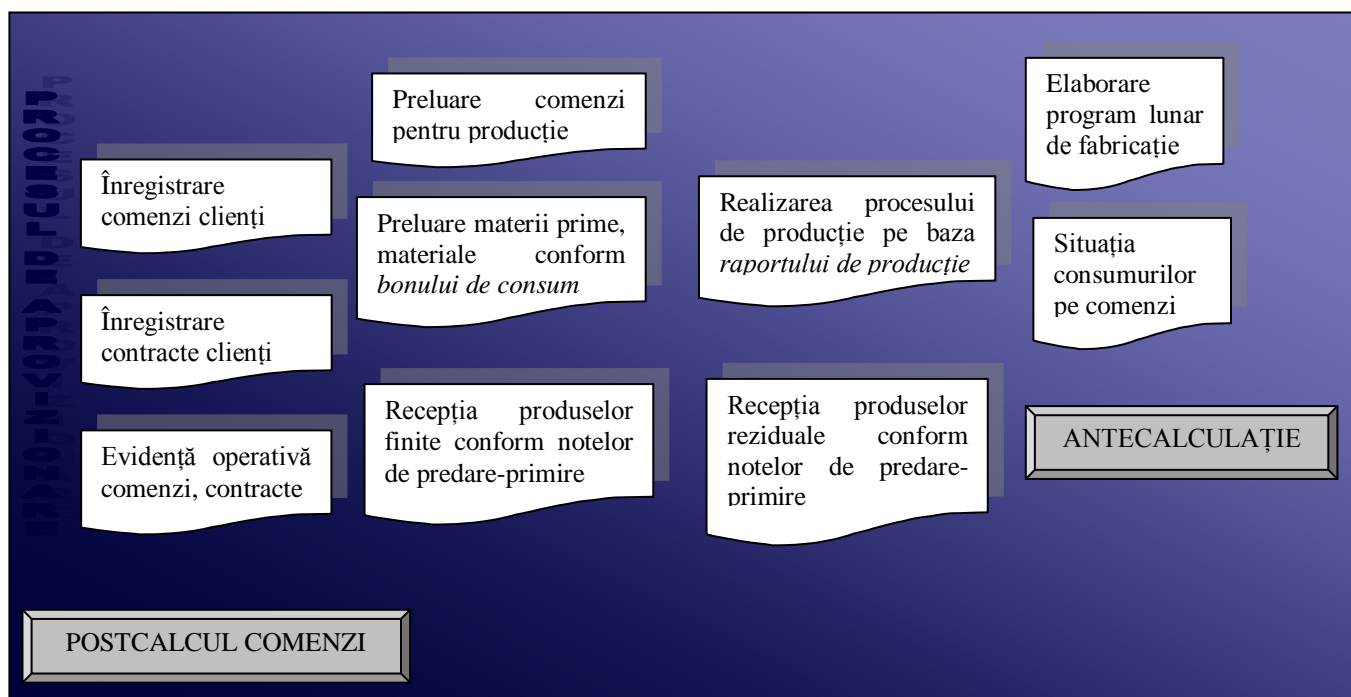 PROCESUL DE APROVIZIONARE
Înregistrare
comenzi clienți
Înregistrare
contracte clienți
Evidență operativă
comenzi, contracte
Preluare comenzi
pentru producție
Preluare materii prime,
materiale conform
bonului de consum
Recepția produselor
finite conform notelor
de predare-primire
Realizarea procesului
de producție pe baza
raportului de producție
Recepția produselor
reziduale conform
notelor de predare-
primire
Elaborare
program lunar
de fabricație
Situația
consumurilor
pe comenzi
ANTECALCULAȚIE
POSTCALCUL COMENZI